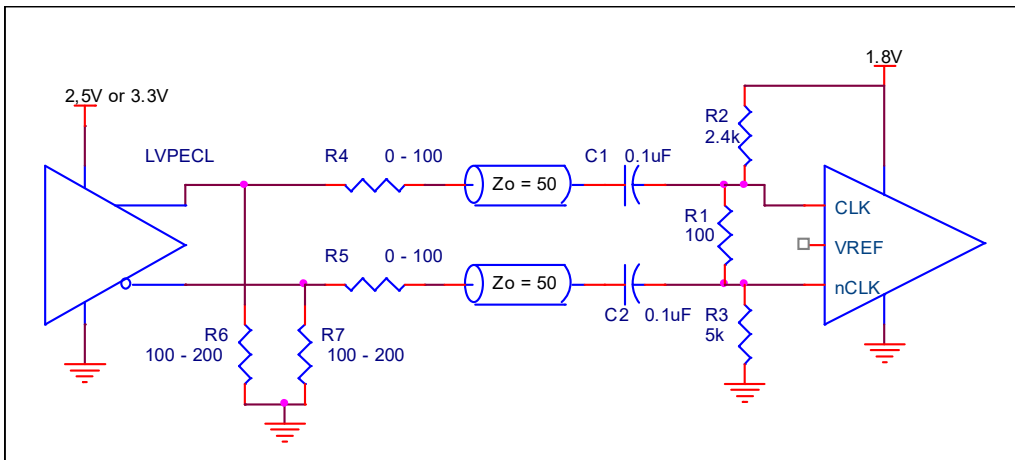 1.8V
2,5V or 3.3V
R2
2.4k
LVPECL
R4
0 - 100
C1
0.1uF
Zo = 50
CLK
R1
100
VREF
R5
0 - 100
Zo = 50
nCLK
C2
0.1uF
R3
5k
R6
100 - 200
R7
100 - 200